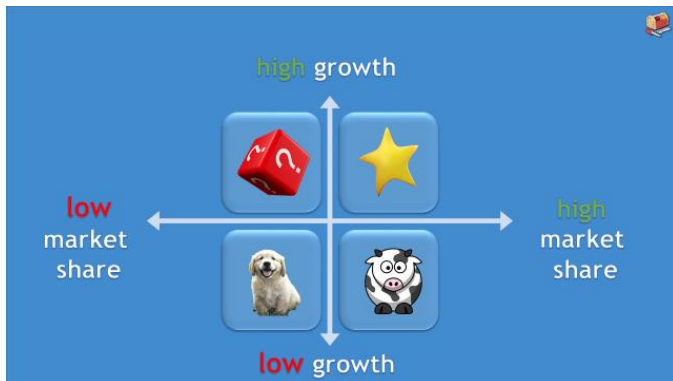 high growth
? ? ?
low
market
share
high
market
share
low growth